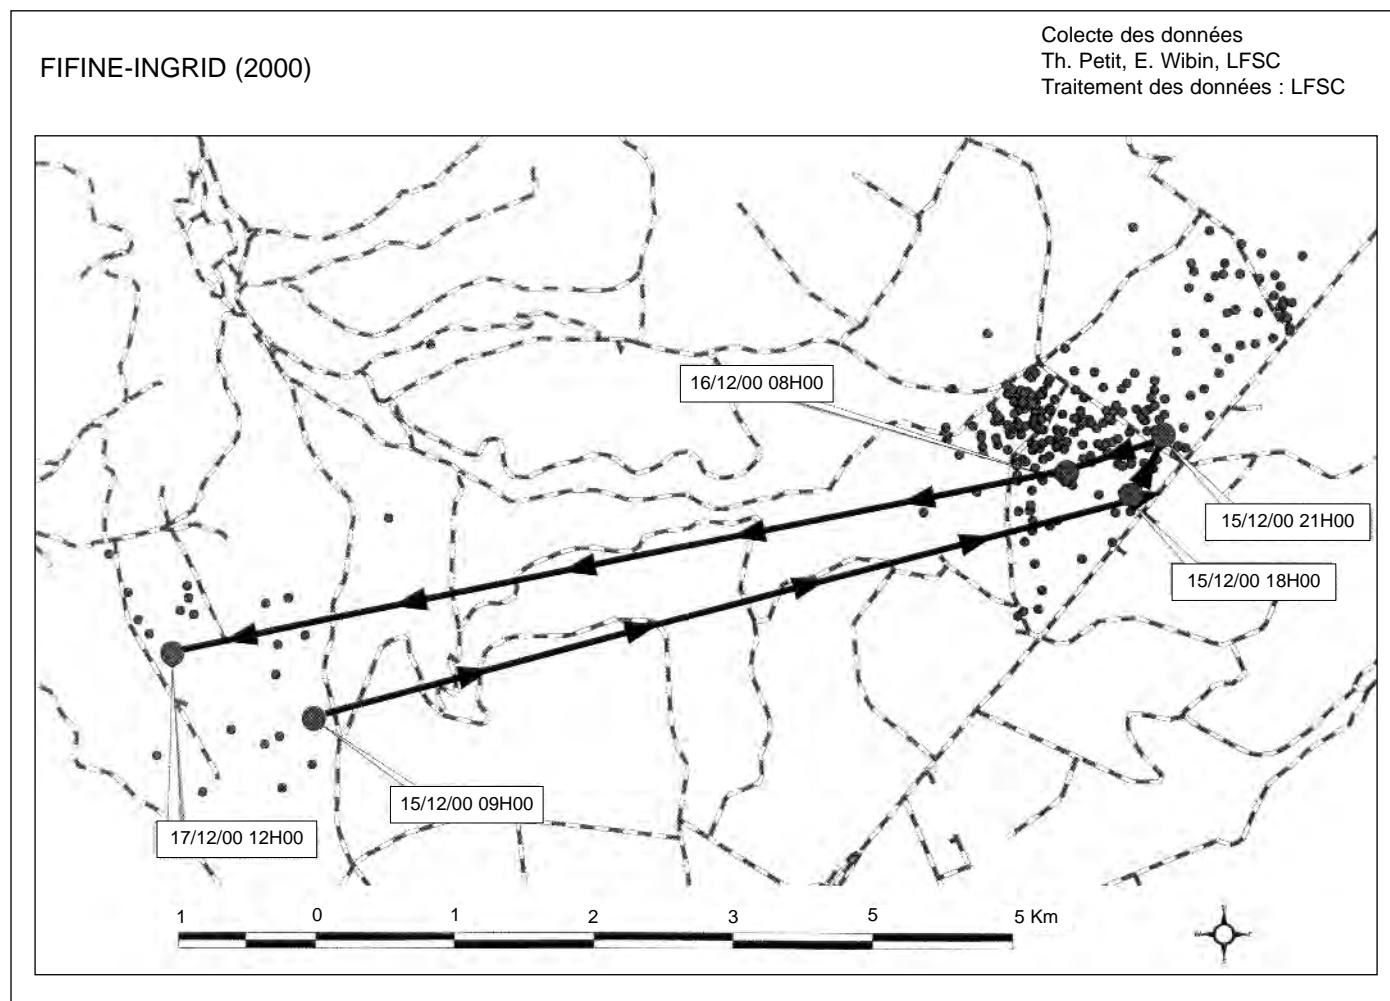 Colecte des données
Th. Petit, E. Wibin, LFSC
Traitement des données : LFSC
FIFINE-INGRID (2000)
16/12/00 08H00
15/12/00 21H00
15/12/00 18H00
15/12/00 09H00
17/12/00 12H00
1 0 1 2 3 5 5 Km